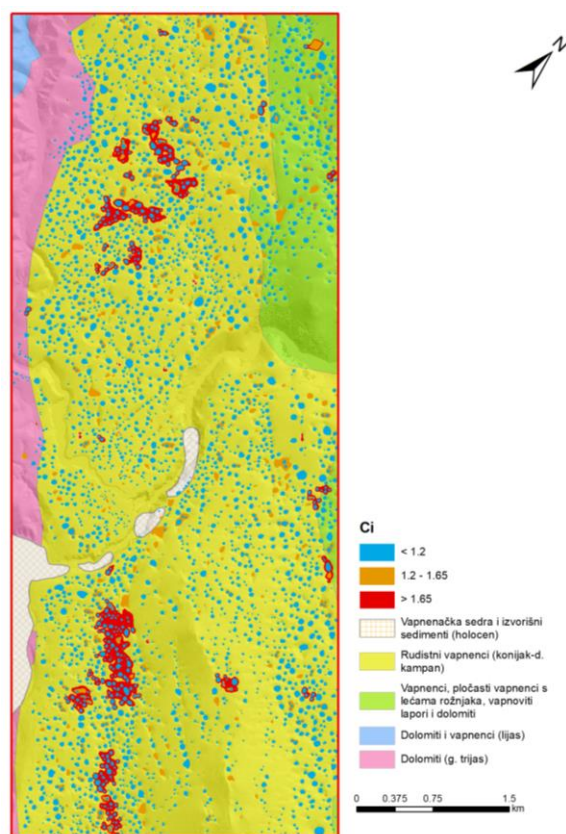 N
Ci
< 1.2
1.2 - 1.65
> 1.65
Vapnenačka sedra i izvorišni
sedimenti (holocen)
Rudistni vapnenci (konijak-d.
kampan)
Vapnenci, pločasti vapnenci s
lećama rožnjaka, vapnoviti
lapori i dolomiti
Dolomiti i vapnenci (lijas)
Dolomiti (g. trijas)
0 0.375 0.75 1.5
km